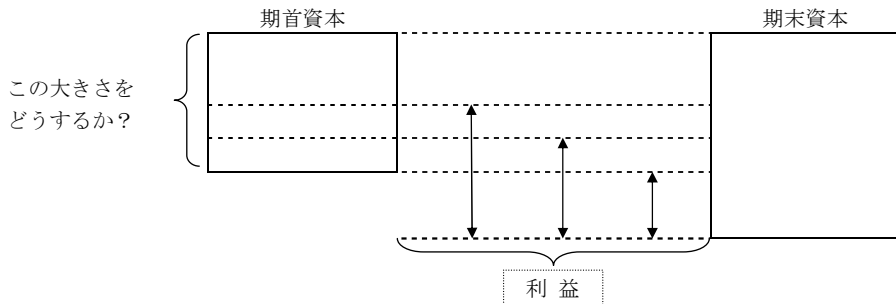 期首資本
期末資本
この大きさを
どうするか？
利 益